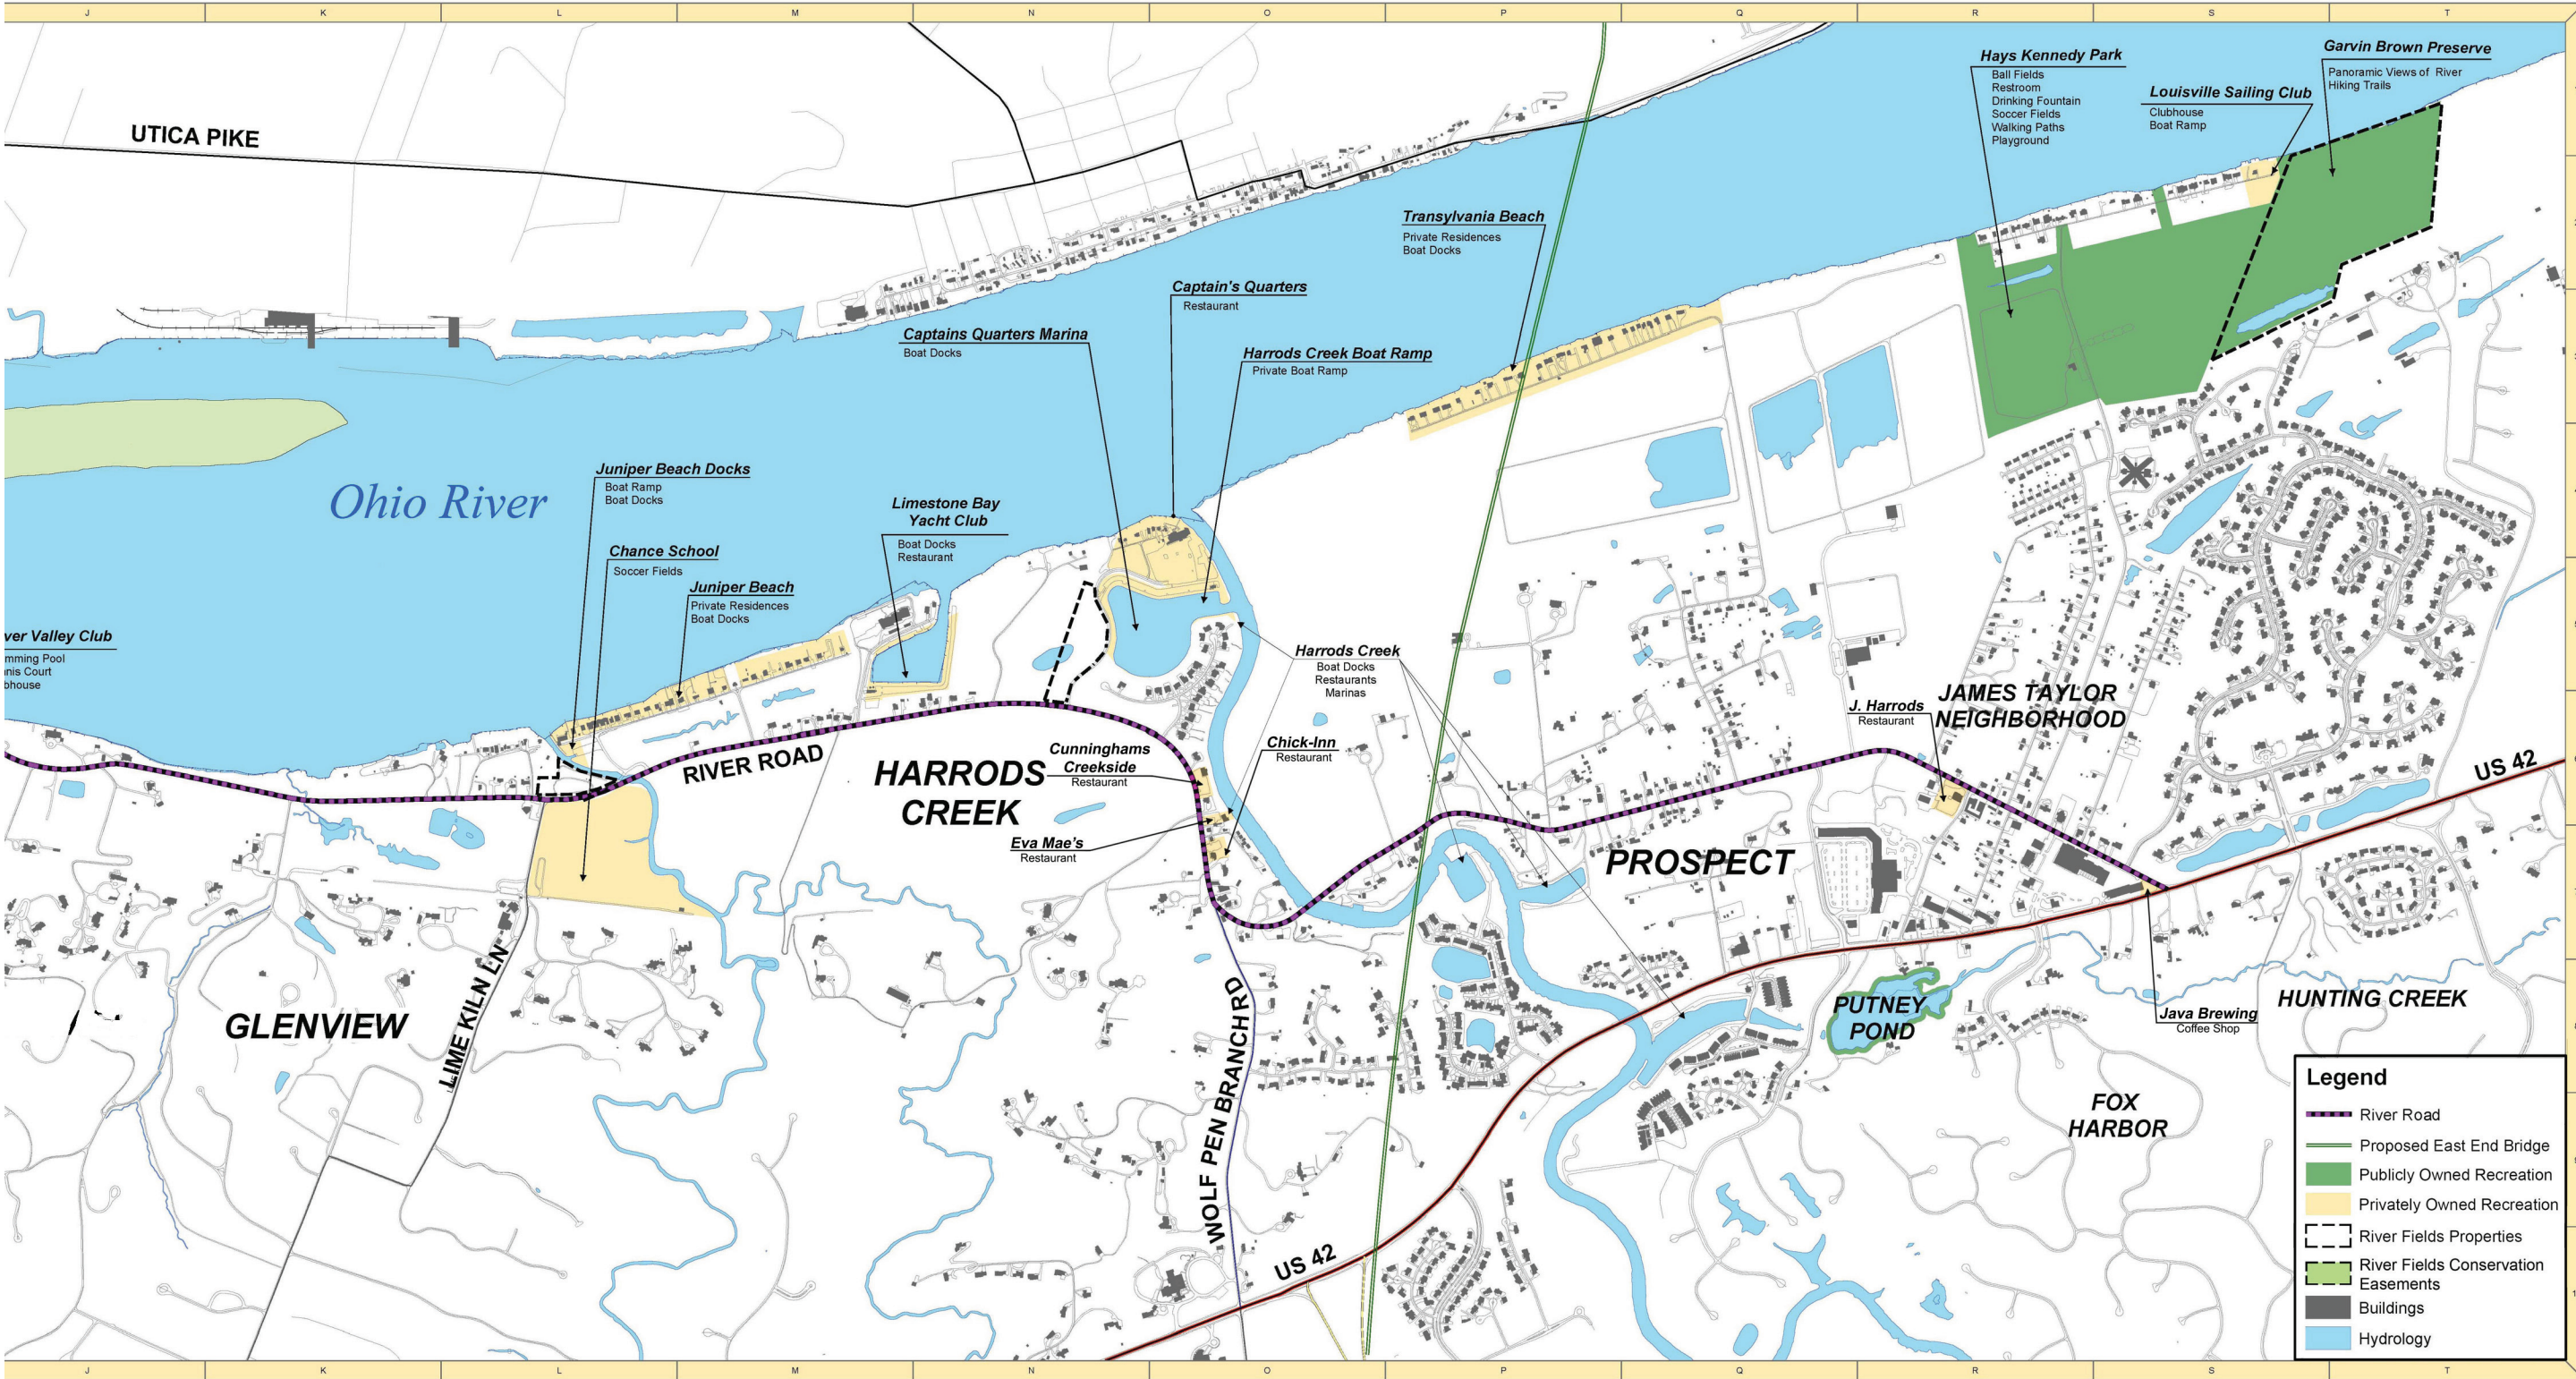 J K L M N O P Q R S T
UTICA PIKE
Hays Kennedy Park
Ball Fields
Restroom
Drinking Fountain
Soccer Fields
Walking Paths
Playground
Louisville Sailing Club
Clubhouse
Boat Ramp
Garvin Brown Preserve
Panoramic Views of River
Hiking Trails
Transylvania Beach
Private Residences
Boat Docks
Captain's Quarters
Restaurant
Captains Quarters Marina
Boat Docks
Harrods Creek Boat Ramp
Private Boat Ramp
Ohio River
Juniper Beach Docks
Boat Ramp
Boat Docks
Limestone Bay
Yacht Club
Boat Docks
Restaurant
Chance School
Soccer Fields
Juniper Beach
Private Residences
Boat Docks
ver Valley Club
mming Pool
nnis Court
bhouse
Harrods Creek
Boat Docks
Restaurants
Marinas
J. Harrods
Restaurant
JAMES TAYLOR
NEIGHBORHOOD
RIVER ROAD
HARRODS
CREEK
Cunninghams
Creekside
Restaurant
Chick-Inn
Restaurant
Eva Mae's
Restaurant
PROSPECT
US 42
GLENVIEW
LIME KILN LN
WOLF PEN BRANCH RD
PUTNEY
POND
Java Brewing
Coffee Shop
HUNTING CREEK
FOX
HARBOR
US 42
Legend
River Road
Proposed East End Bridge
Publicly Owned Recreation
Privately Owned Recreation
River Fields Properties
River Fields Conservation
Easements
Buildings
Hydrology
J K L M N O P Q R S T